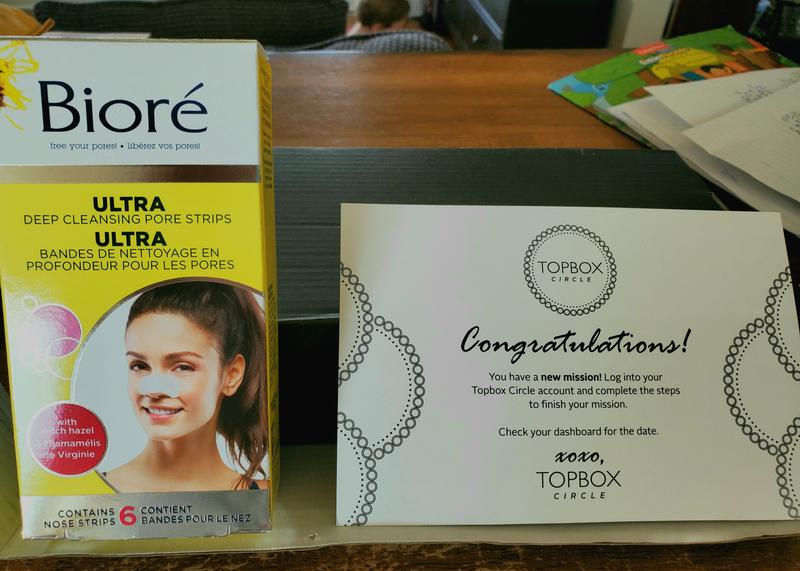 Bioré
free your pores! • libérez vos pores!
ULTRA
DEEP CLEANSING PORE STRIPS
ULTRA
BANDES DE NETTOYAGE EN
PROFONDEUR POUR LES PORES
with
witch hazel
à l'hamamélis
de Virginie
CONTAINS 6 CONTIENT
NOSE STRIPS BANDES POUR LE NEZ
TOPBOX
CIRCLE
Congratulations!
You have a new mission! Log into your
Topbox Circle account and complete the steps
to finish your mission.
Check your dashboard for the date.
xoxo,
TOPBOX
CIRCLE